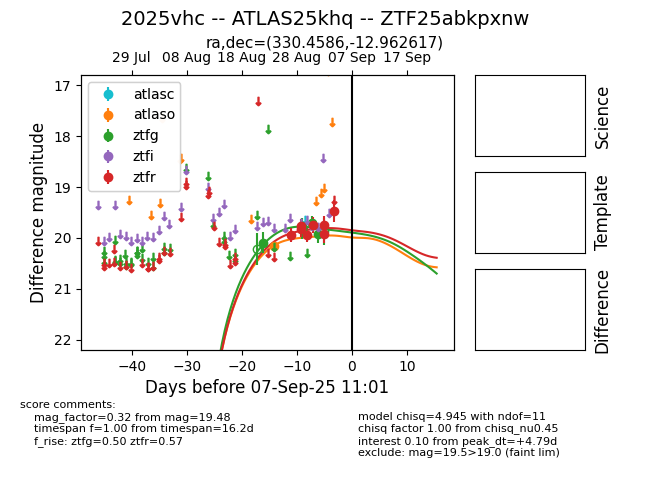 2025vhc -- ATLAS25khq -- ZTF25abkpxnw
ra,dec=(330.4586,-12.962617)
29 Jul 08 Aug 18 Aug 28 Aug 07 Sep 17 Sep
atlasc
atlaso
ztfg
ztfi
ztfr
17
18
19
20
21
22
Difference magnitude
−40 −30 −20 −10 0 10
Days before 07-Sep-25 11:01
Science
Template
Difference
score comments:
mag_factor=0.32 from mag=19.48
timespan f=1.00 from timespan=16.2d
f_rise: ztfg=0.50 ztfr=0.57
model chisq=4.945 with ndof=11
chisq factor 1.00 from chisq_nu0.45
interest 0.10 from peak_dt=+4.79d
exclude: mag=19.5>19.0 (faint lim)